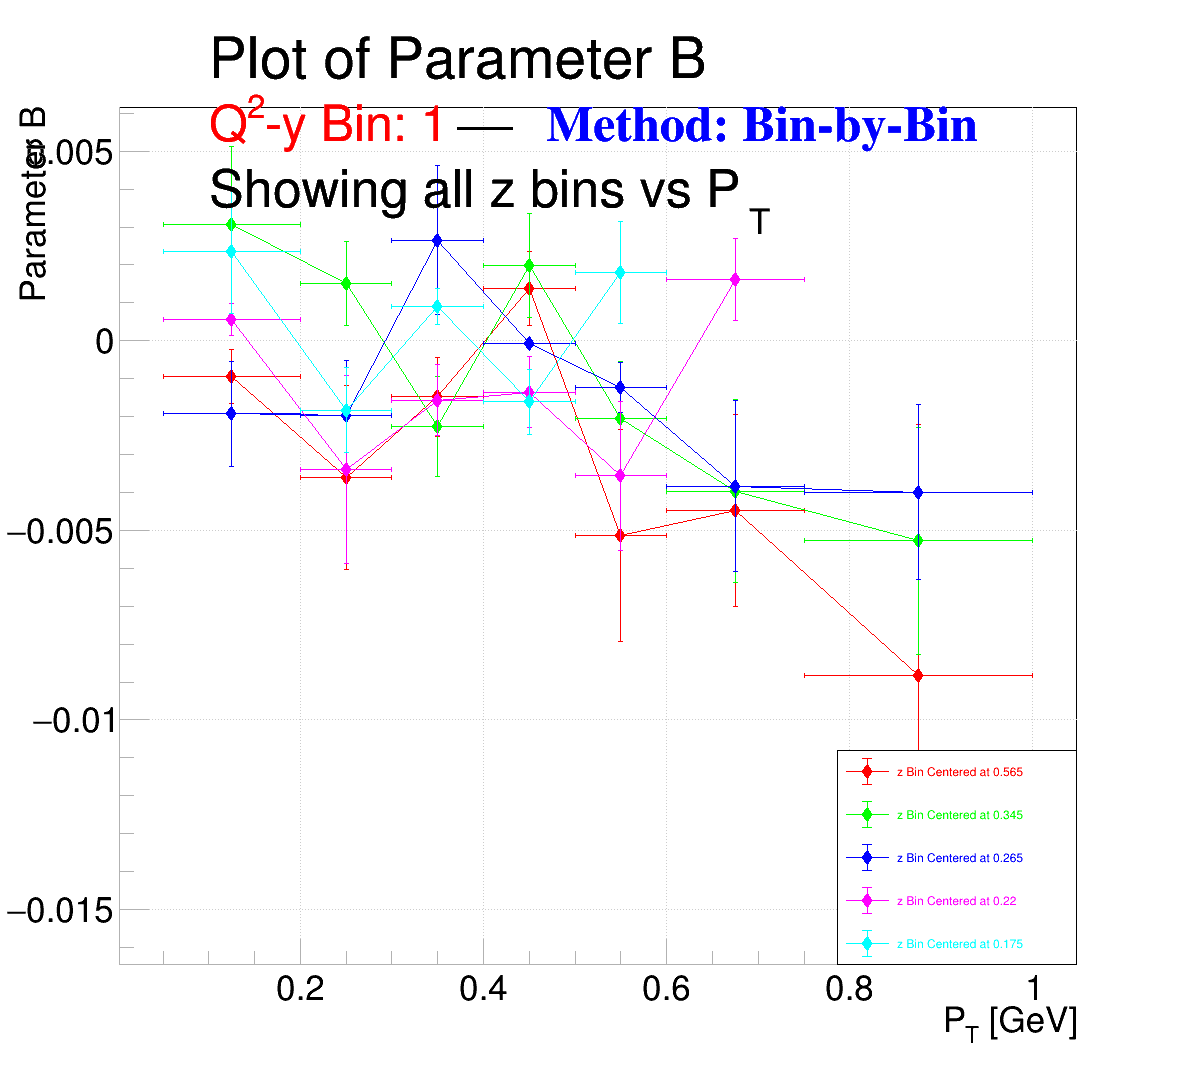 Plot of Parameter B
Q²-y Bin: 1 — Method: Bin-by-Bin
Showing all z bins vs P_T
Parameter B
0.005
0
−0.005
−0.01
−0.015
z Bin Centered at 0.565
z Bin Centered at 0.345
z Bin Centered at 0.265
z Bin Centered at 0.22
z Bin Centered at 0.175
0.2 0.4 0.6 0.8 1
P_T [GeV]